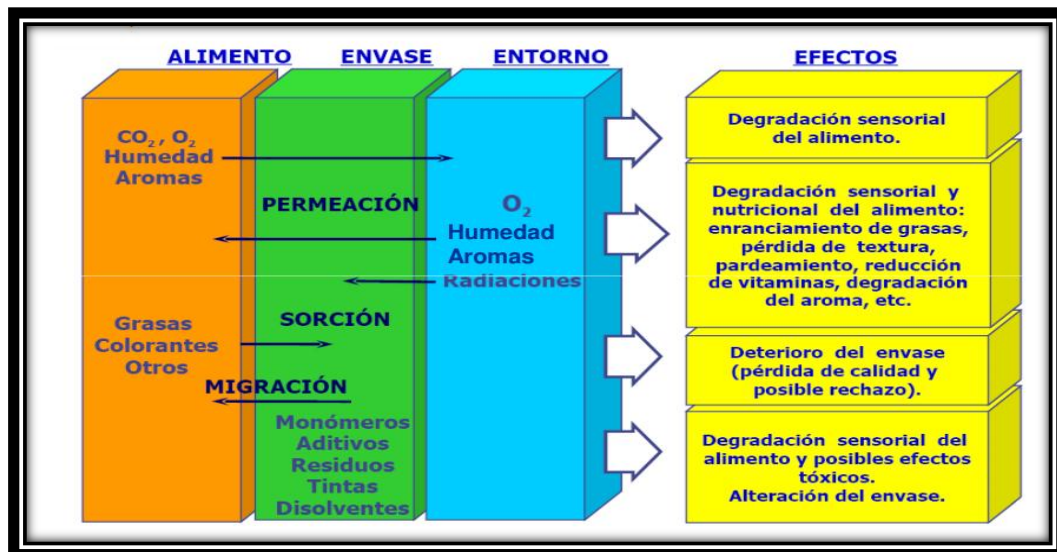 ALIMENTO
ENVASE
ENTORNO
EFECTOS
CO₂, O₂
Humedad
Aromas
PERMEACIÓN
O₂
Humedad
Aromas
Radiaciones
SORCIÓN
Grasas
Colorantes
Otros
MIGRACIÓN
Monómeros
Aditivos
Residuos
Tintas
Disolventes
Degradación sensorial
del alimento.
Degradación sensorial y
nutricional del alimento:
enranciamiento de grasas,
pérdida de textura,
pardeamiento, reducción
de vitaminas, degradación
del aroma, etc.
Deterioro del envase
(pérdida de calidad y
posible rechazo).
Degradación sensorial del
alimento y posibles efectos
tóxicos.
Alteración del envase.